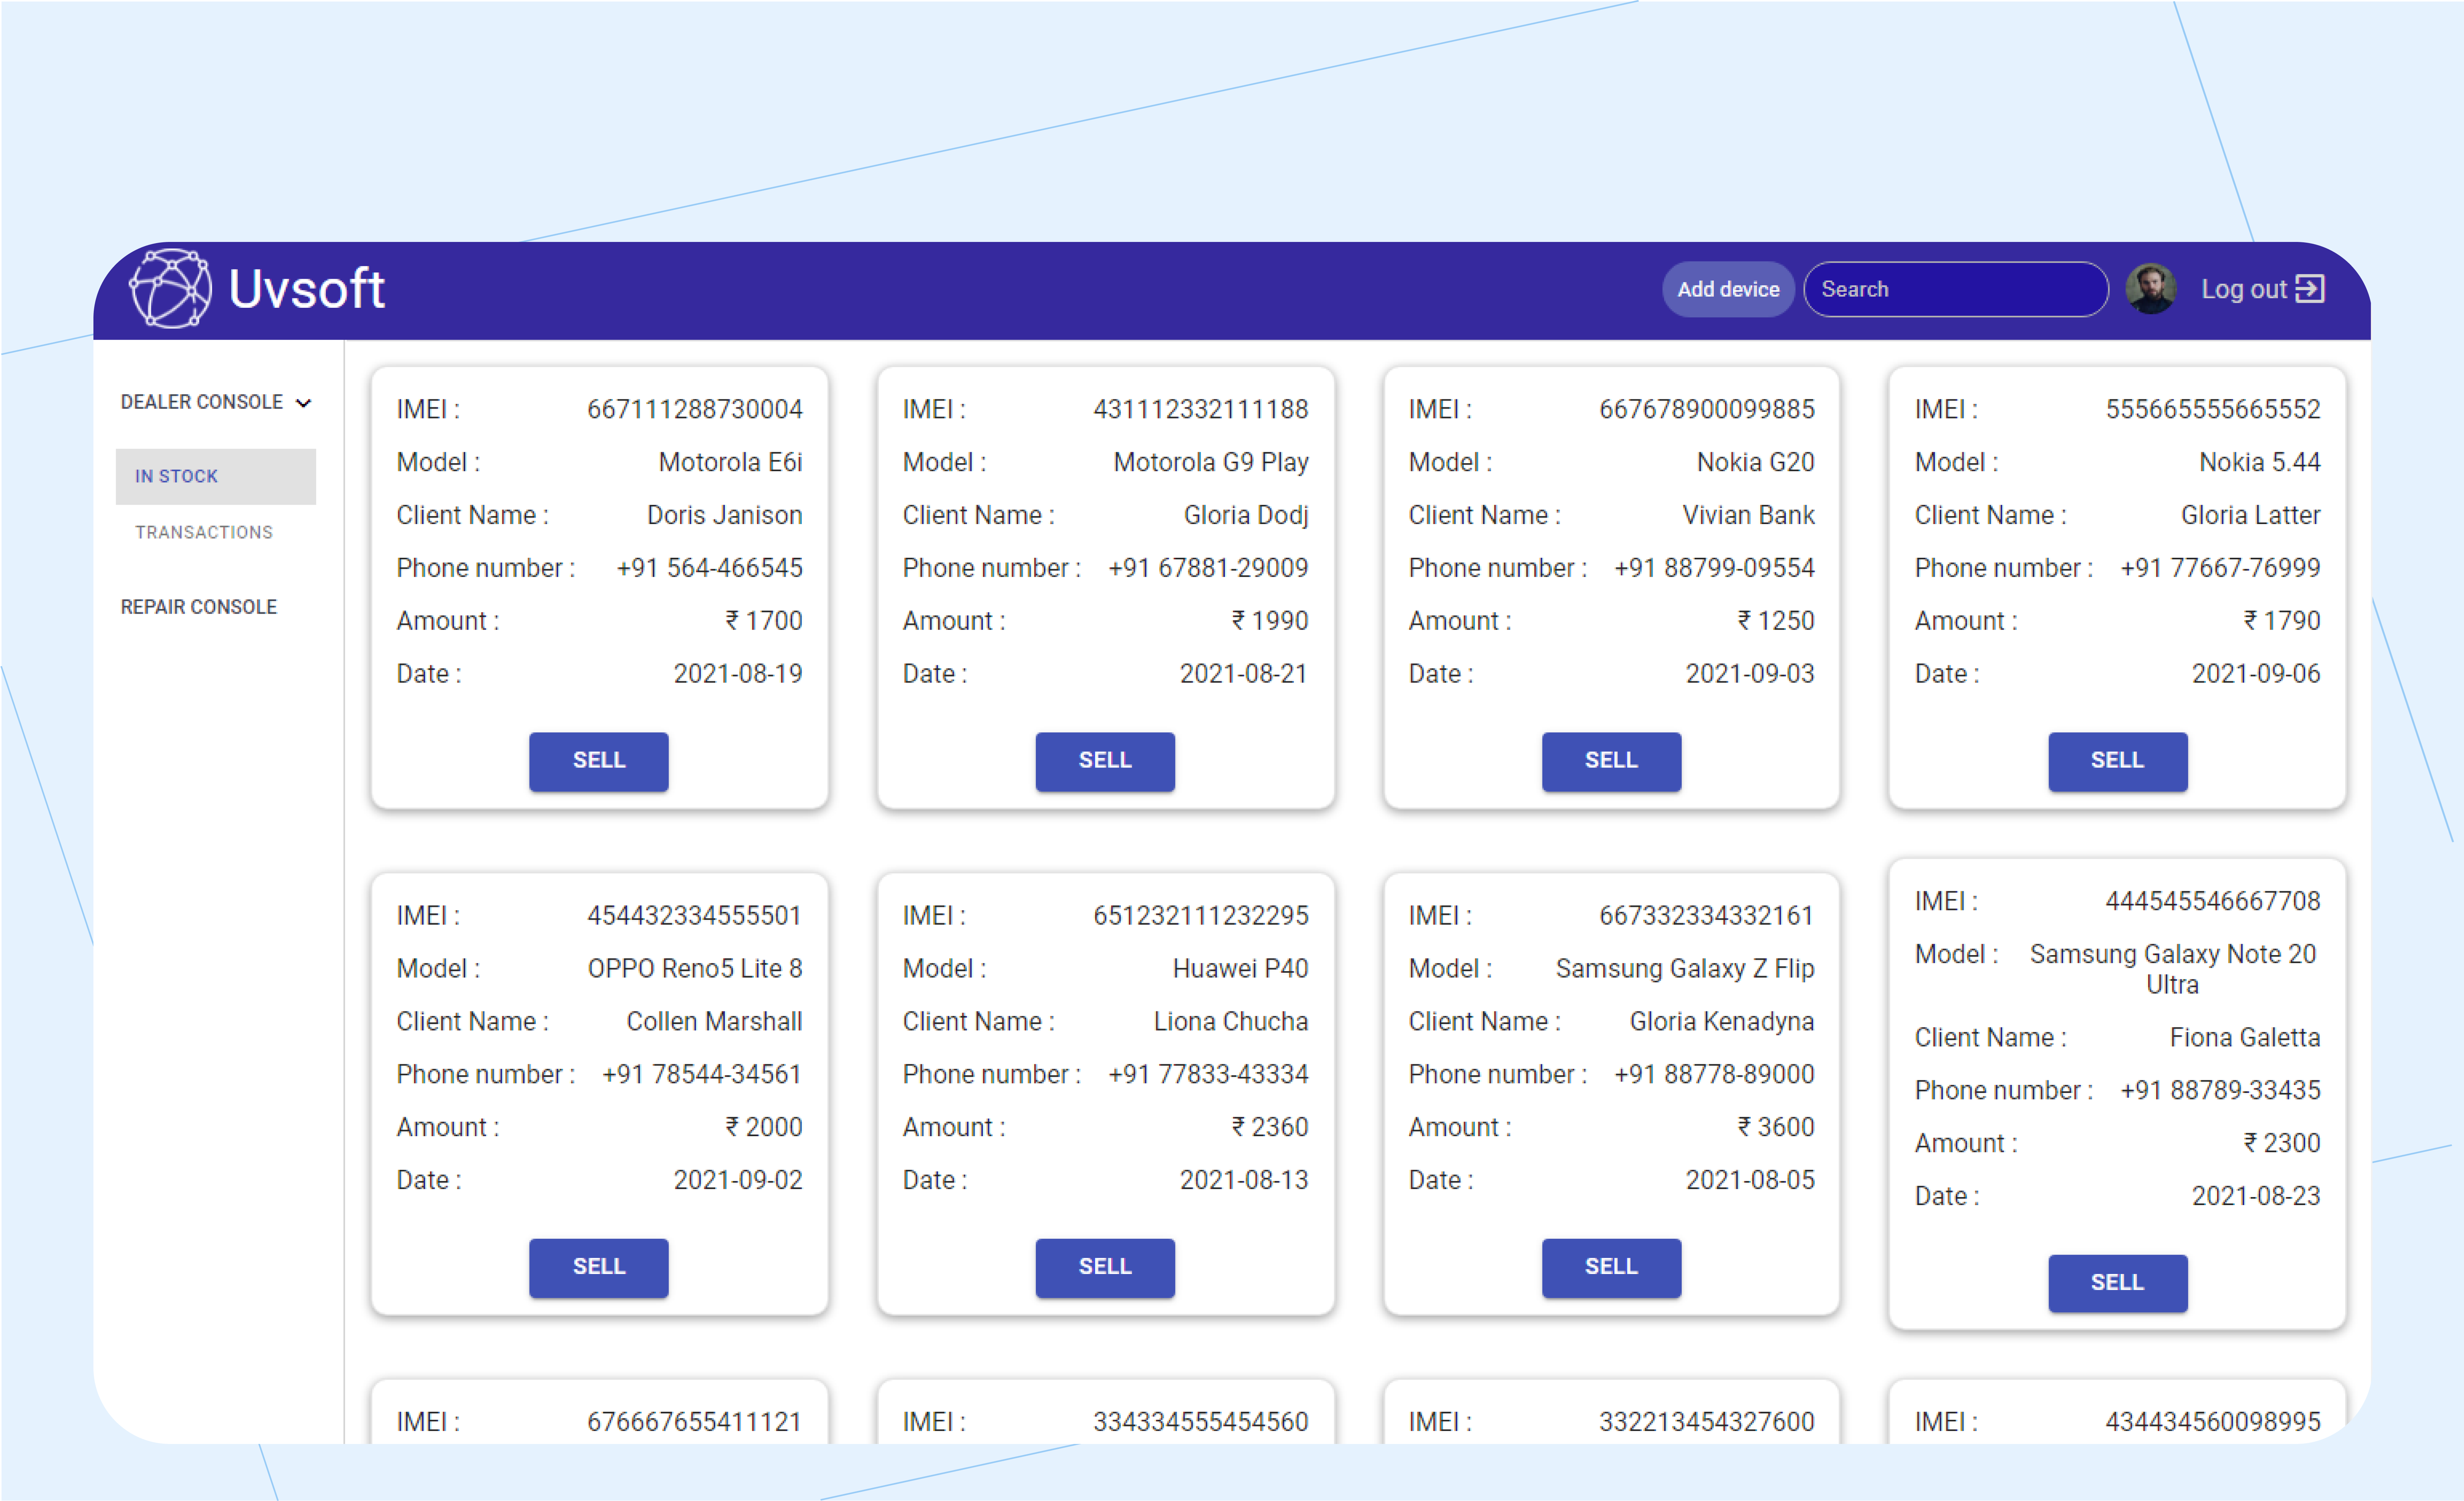 Uvsoft
Add device
Search
Log out
DEALER CONSOLE
IN STOCK
TRANSACTIONS
REPAIR CONSOLE
IMEI : 667111288730004
Model : Motorola E6i
Client Name : Doris Janison
Phone number : +91 564-466545
Amount : ₹ 1700
Date : 2021-08-19
SELL
IMEI : 431112332111188
Model : Motorola G9 Play
Client Name : Gloria Dodj
Phone number : +91 67881-29009
Amount : ₹ 1990
Date : 2021-08-21
SELL
IMEI : 667678900099885
Model : Nokia G20
Client Name : Vivian Bank
Phone number : +91 88799-09554
Amount : ₹ 1250
Date : 2021-09-03
SELL
IMEI : 555665555665552
Model : Nokia 5.44
Client Name : Gloria Latter
Phone number : +91 77667-76999
Amount : ₹ 1790
Date : 2021-09-06
SELL
IMEI : 454432334555501
Model : OPPO Reno5 Lite 8
Client Name : Collen Marshall
Phone number : +91 78544-34561
Amount : ₹ 2000
Date : 2021-09-02
SELL
IMEI : 651232111232295
Model : Huawei P40
Client Name : Liona Chucha
Phone number : +91 77833-43334
Amount : ₹ 2360
Date : 2021-08-13
SELL
IMEI : 667332334332161
Model : Samsung Galaxy Z Flip
Client Name : Gloria Kenadyna
Phone number : +91 88778-89000
Amount : ₹ 3600
Date : 2021-08-05
SELL
IMEI : 444545546667708
Model : Samsung Galaxy Note 20
Ultra
Client Name : Fiona Galetta
Phone number : +91 88789-33435
Amount : ₹ 2300
Date : 2021-08-23
SELL
IMEI : 676667655411121
IMEI : 334334555454560
IMEI : 332213454327600
IMEI : 434434560098995